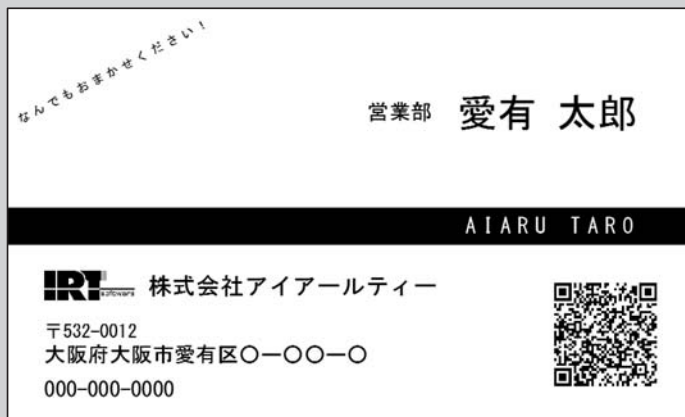 なんでもおまかせください！
営業部 愛有 太郎
AIARU TARO
IRT software 株式会社アイアールティー
〒532-0012
大阪府大阪市愛有区〇ー〇〇ー〇
000-000-0000